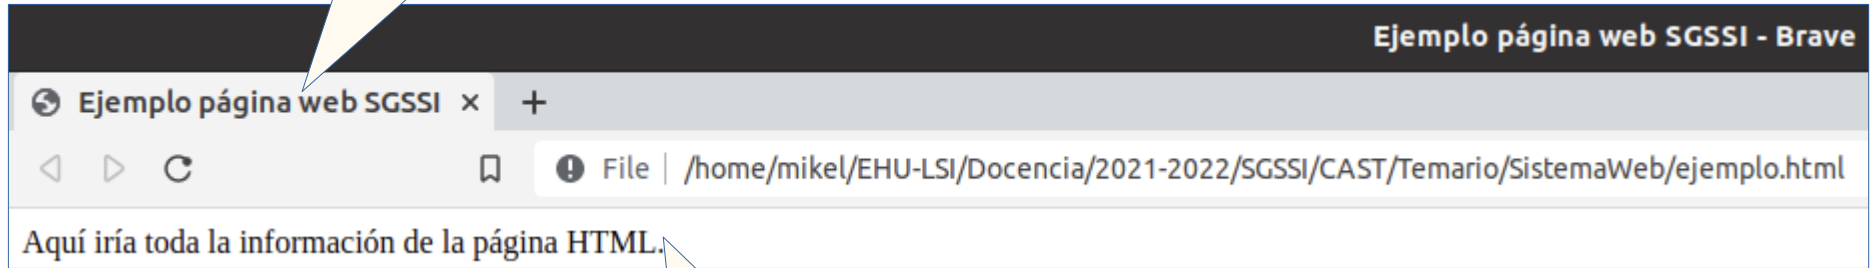 Ejemplo página web SGSSI - Brave
Ejemplo página web SGSSI × +
File | /home/mikel/EHU-LSI/Docencia/2021-2022/SGSSI/CAST/Temario/SistemaWeb/ejemplo.html
Aquí iría toda la información de la página HTML.